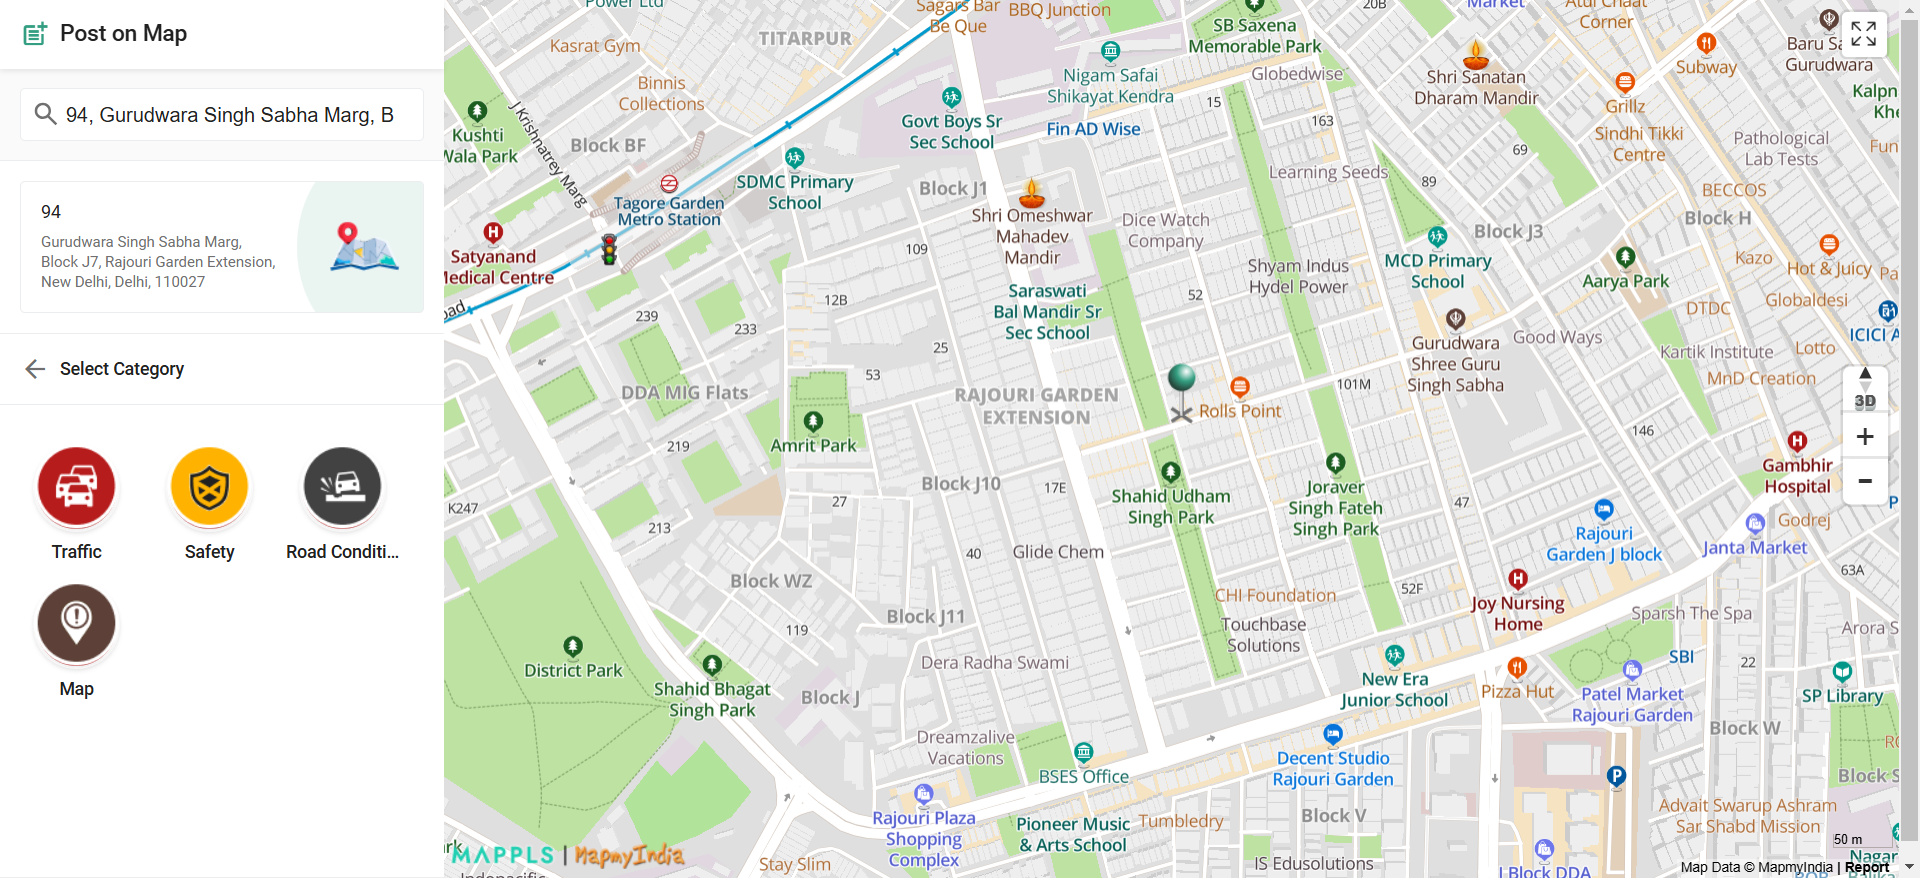 Post on Map
94, Gurudwara Singh Sabha Marg, B
94
Gurudwara Singh Sabha Marg,
Block J7, Rajouri Garden Extension,
New Delhi, Delhi, 110027
Select Category
Traffic
Safety
Road Conditi...
Map
Power Ltd
Sagars Bar
Be Que
BBQ Junction
SB Saxena
Memorable Park
20B
Market
Atul Chaat
Corner
Baru
Gurudwara
Kasrat Gym
TITARPUR
Binnis
Collections
Nigam Safai
Shikayat Kendra
Globedwise
Shri Sanatan
Dharam Mandir
Subway
Grillz
Kushti
Wala Park
J Krishnatrey Marg
Block BF
Govt Boys Sr
Sec School
Fin AD Wise
15
163
69
Sindhi Tikki
Centre
Pathological
Lab Tests
Fun
SDMC Primary
School
Block J1
Learning Seeds
89
BECCOS
Tagore Garden
Metro Station
Shri Omeshwar
Mahadev
Mandir
Dice Watch
Company
Block J3
Block H
Satyanand
Medical Centre
109
Shyam Indus
Hydel Power
MCD Primary
School
Aarya Park
Kazo
Hot & Juicy
Saraswati
Bal Mandir Sr
Sec School
52
12B
239
233
DTDC
Globaldesi
ICICI A
25
Gurudwara
Shree Guru
Singh Sabha
Good Ways
Kartik Institute
Lotto
53
DDA MIG Flats
RAJOURI GARDEN
EXTENSION
101M
MnD Creation
3D
Rolls Point
Amrit Park
219
146
Gambhir
Hospital
Block J10
17E
Shahid Udham
Singh Park
Joraver
Singh Fateh
Singh Park
47
K247
27
213
Rajouri
Garden J block
Godrej
Janta Market
40
Glide Chem
Block WZ
63A
CHI Foundation
52F
Joy Nursing
Home
Sparsh The Spa
Arora S
Block J11
119
Touchbase
Solutions
District Park
Dera Radha Swami
SBI
22
Shahid Bhagat
Singh Park
Block J
New Era
Junior School
Pizza Hut
Patel Market
Rajouri Garden
SP Library
Block W
Dreamzalive
Vacations
BSES Office
Decent Studio
Rajouri Garden
P
Block S
Rajouri Plaza
Shopping
Complex
Pioneer Music
& Arts School
Tumbledry
Block V
Advait Swarup Ashram
Sar Shabd Mission
50 m
MAPPLS | MapmyIndia
Stay Slim
IS Edusolutions
J Block DDA
Nagar
Map Data © MapmyIndia | Report